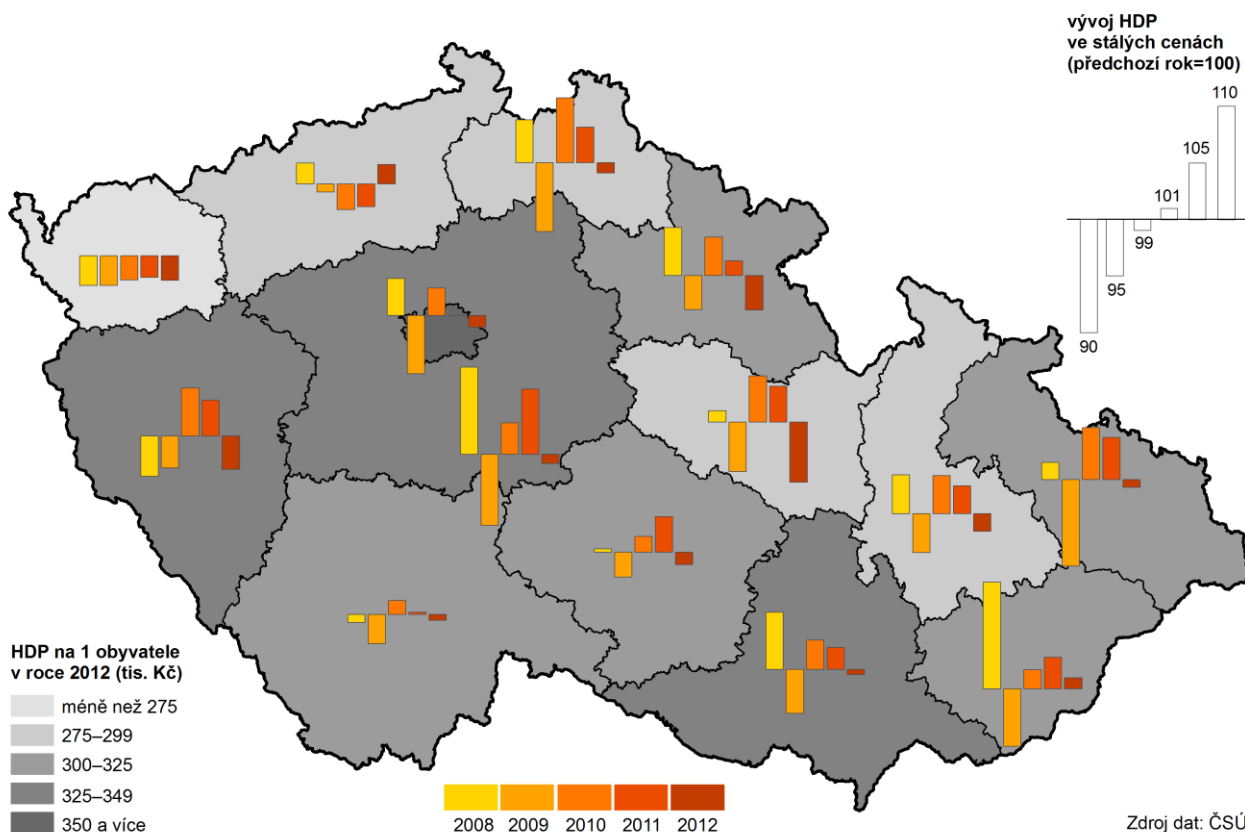 vývoj HDP
ve stálých cenách
(předchozí rok=100)
110
105
101
99
95
90
HDP na 1 obyvatele
v roce 2012 (tis. Kč)
méně než 275
275–299
300–325
325–349
350 a více
2008 2009 2010 2011 2012
Zdroj dat: ČSÚ